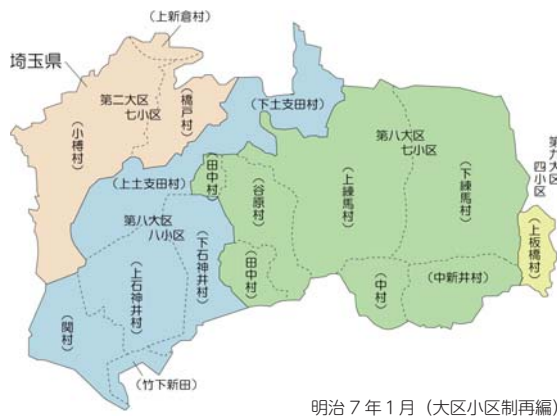 (上新倉村)
埼玉県
第二大区
七小区
(橋戸村)
(小榑村)
(下土支田村)
第八大区
七小区
第九大区
四小区
(上土支田村)
(田中村)
(谷原村)
(上練馬村)
(下練馬村)
(上板橋村)
第八大区
八小区
(下石神井村)
(上石神井村)
(田中村)
(中村)
(中新井村)
(関村)
(竹下新田)
明治7年1月(大区小区制再編)